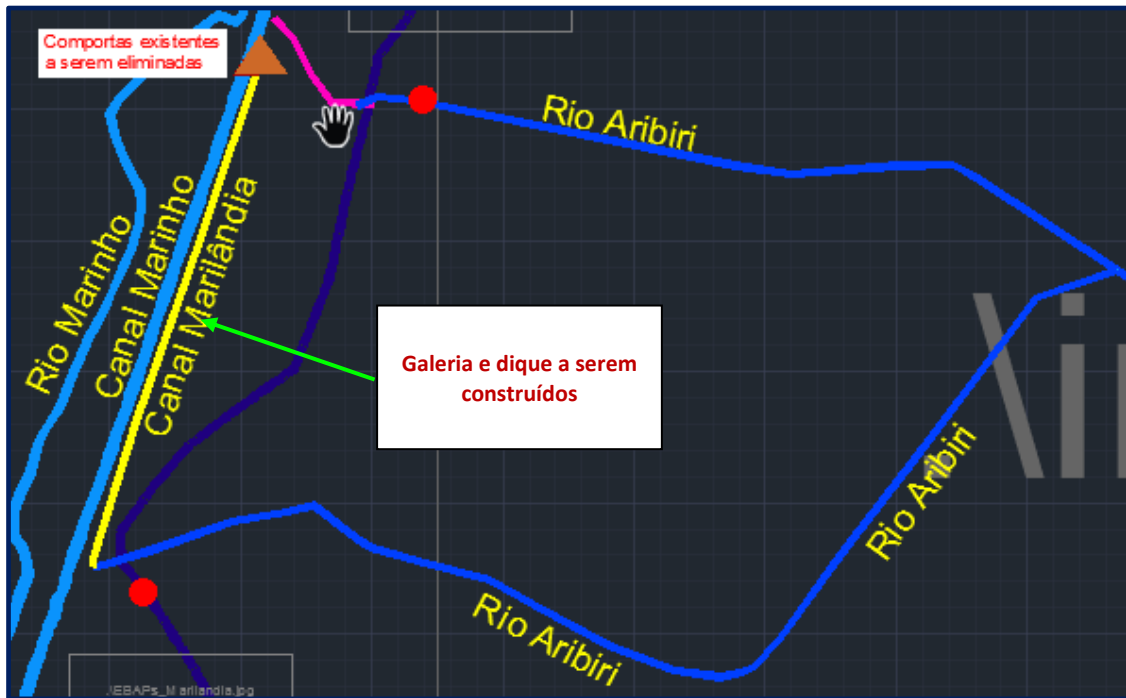 Comportas existentes
a serem eliminadas
Rio Aribiri
Rio Marinho
Canal Marinho
Canal Marilândia
Galeria e dique a serem
construídos
\i
Rio Aribiri
Rio Aribiri
.\EBAPs_Marilandia.jpg